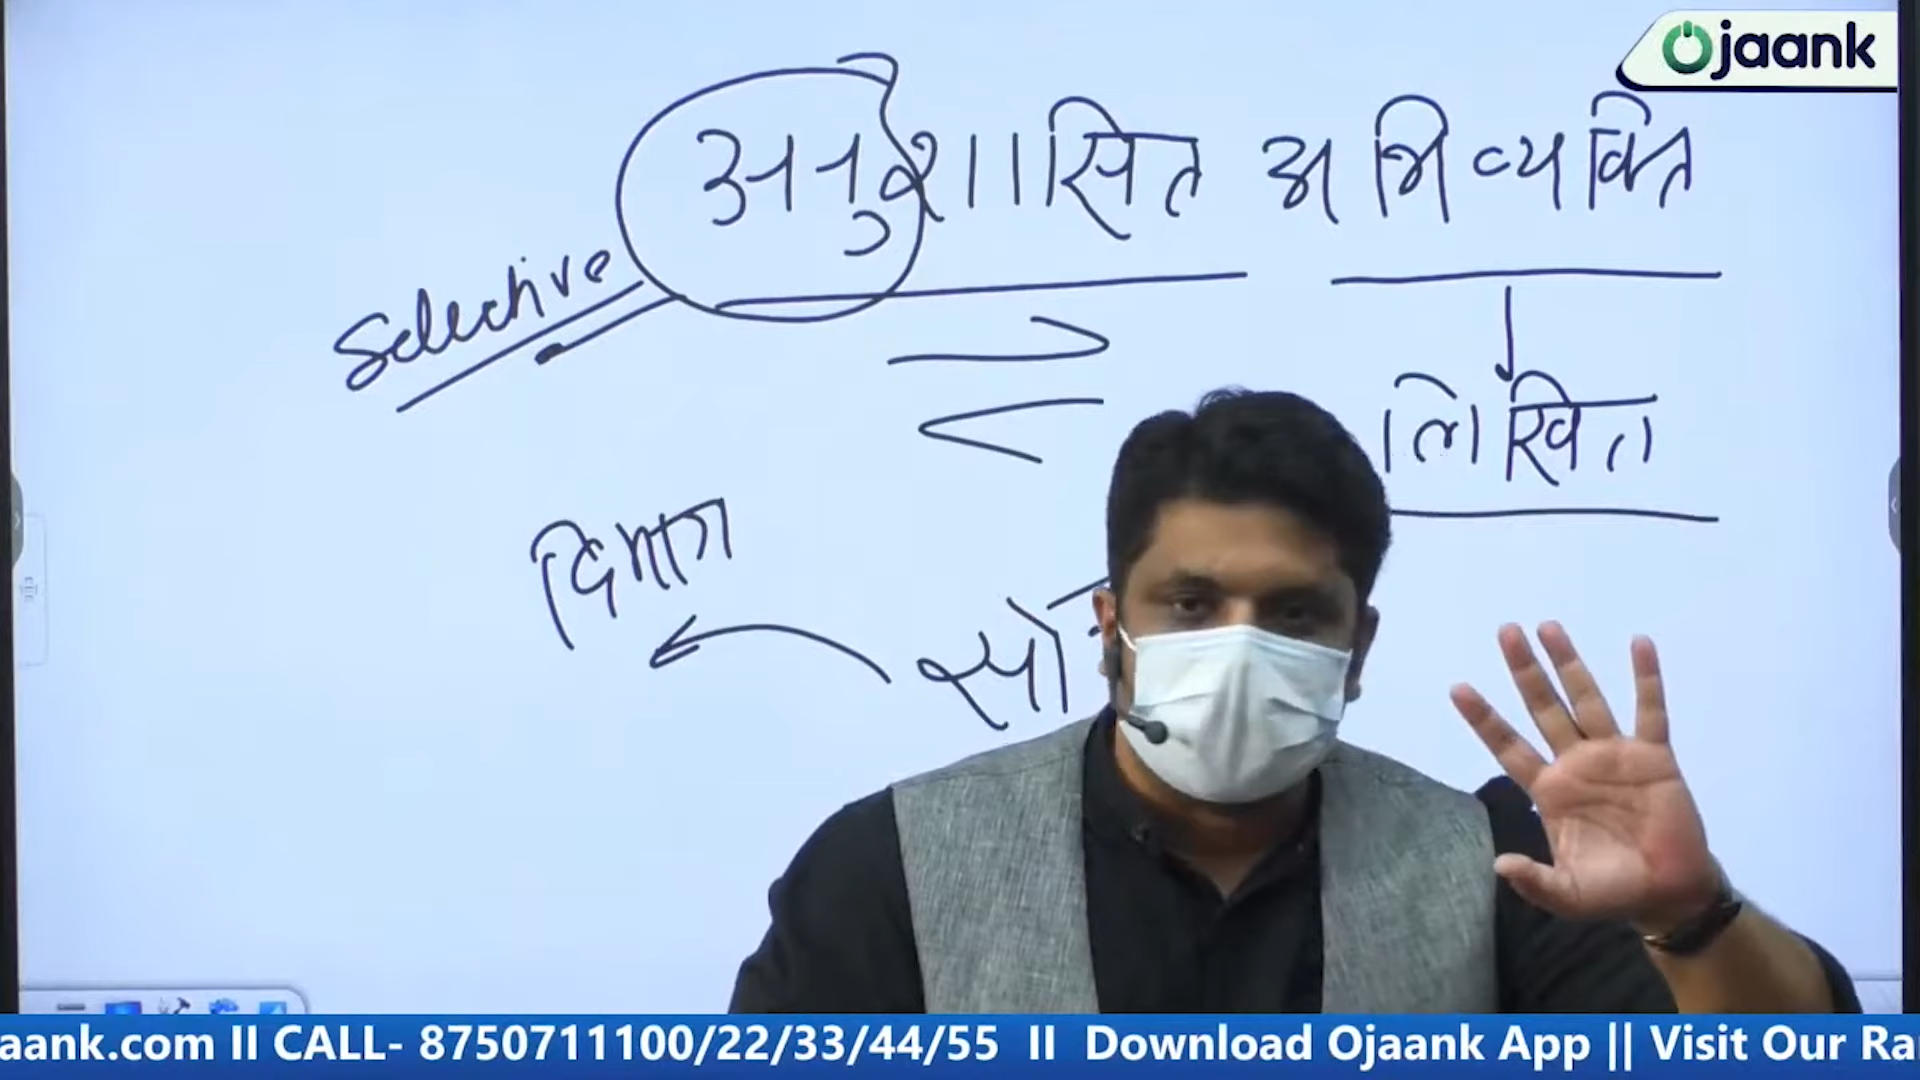 Ojaank
अनुशासित अभिव्यक्ति
Selective
लिखित
दिमाग
aank.com II CALL- 8750711100/22/33/44/55 II Download Ojaank App || Visit Our Ra